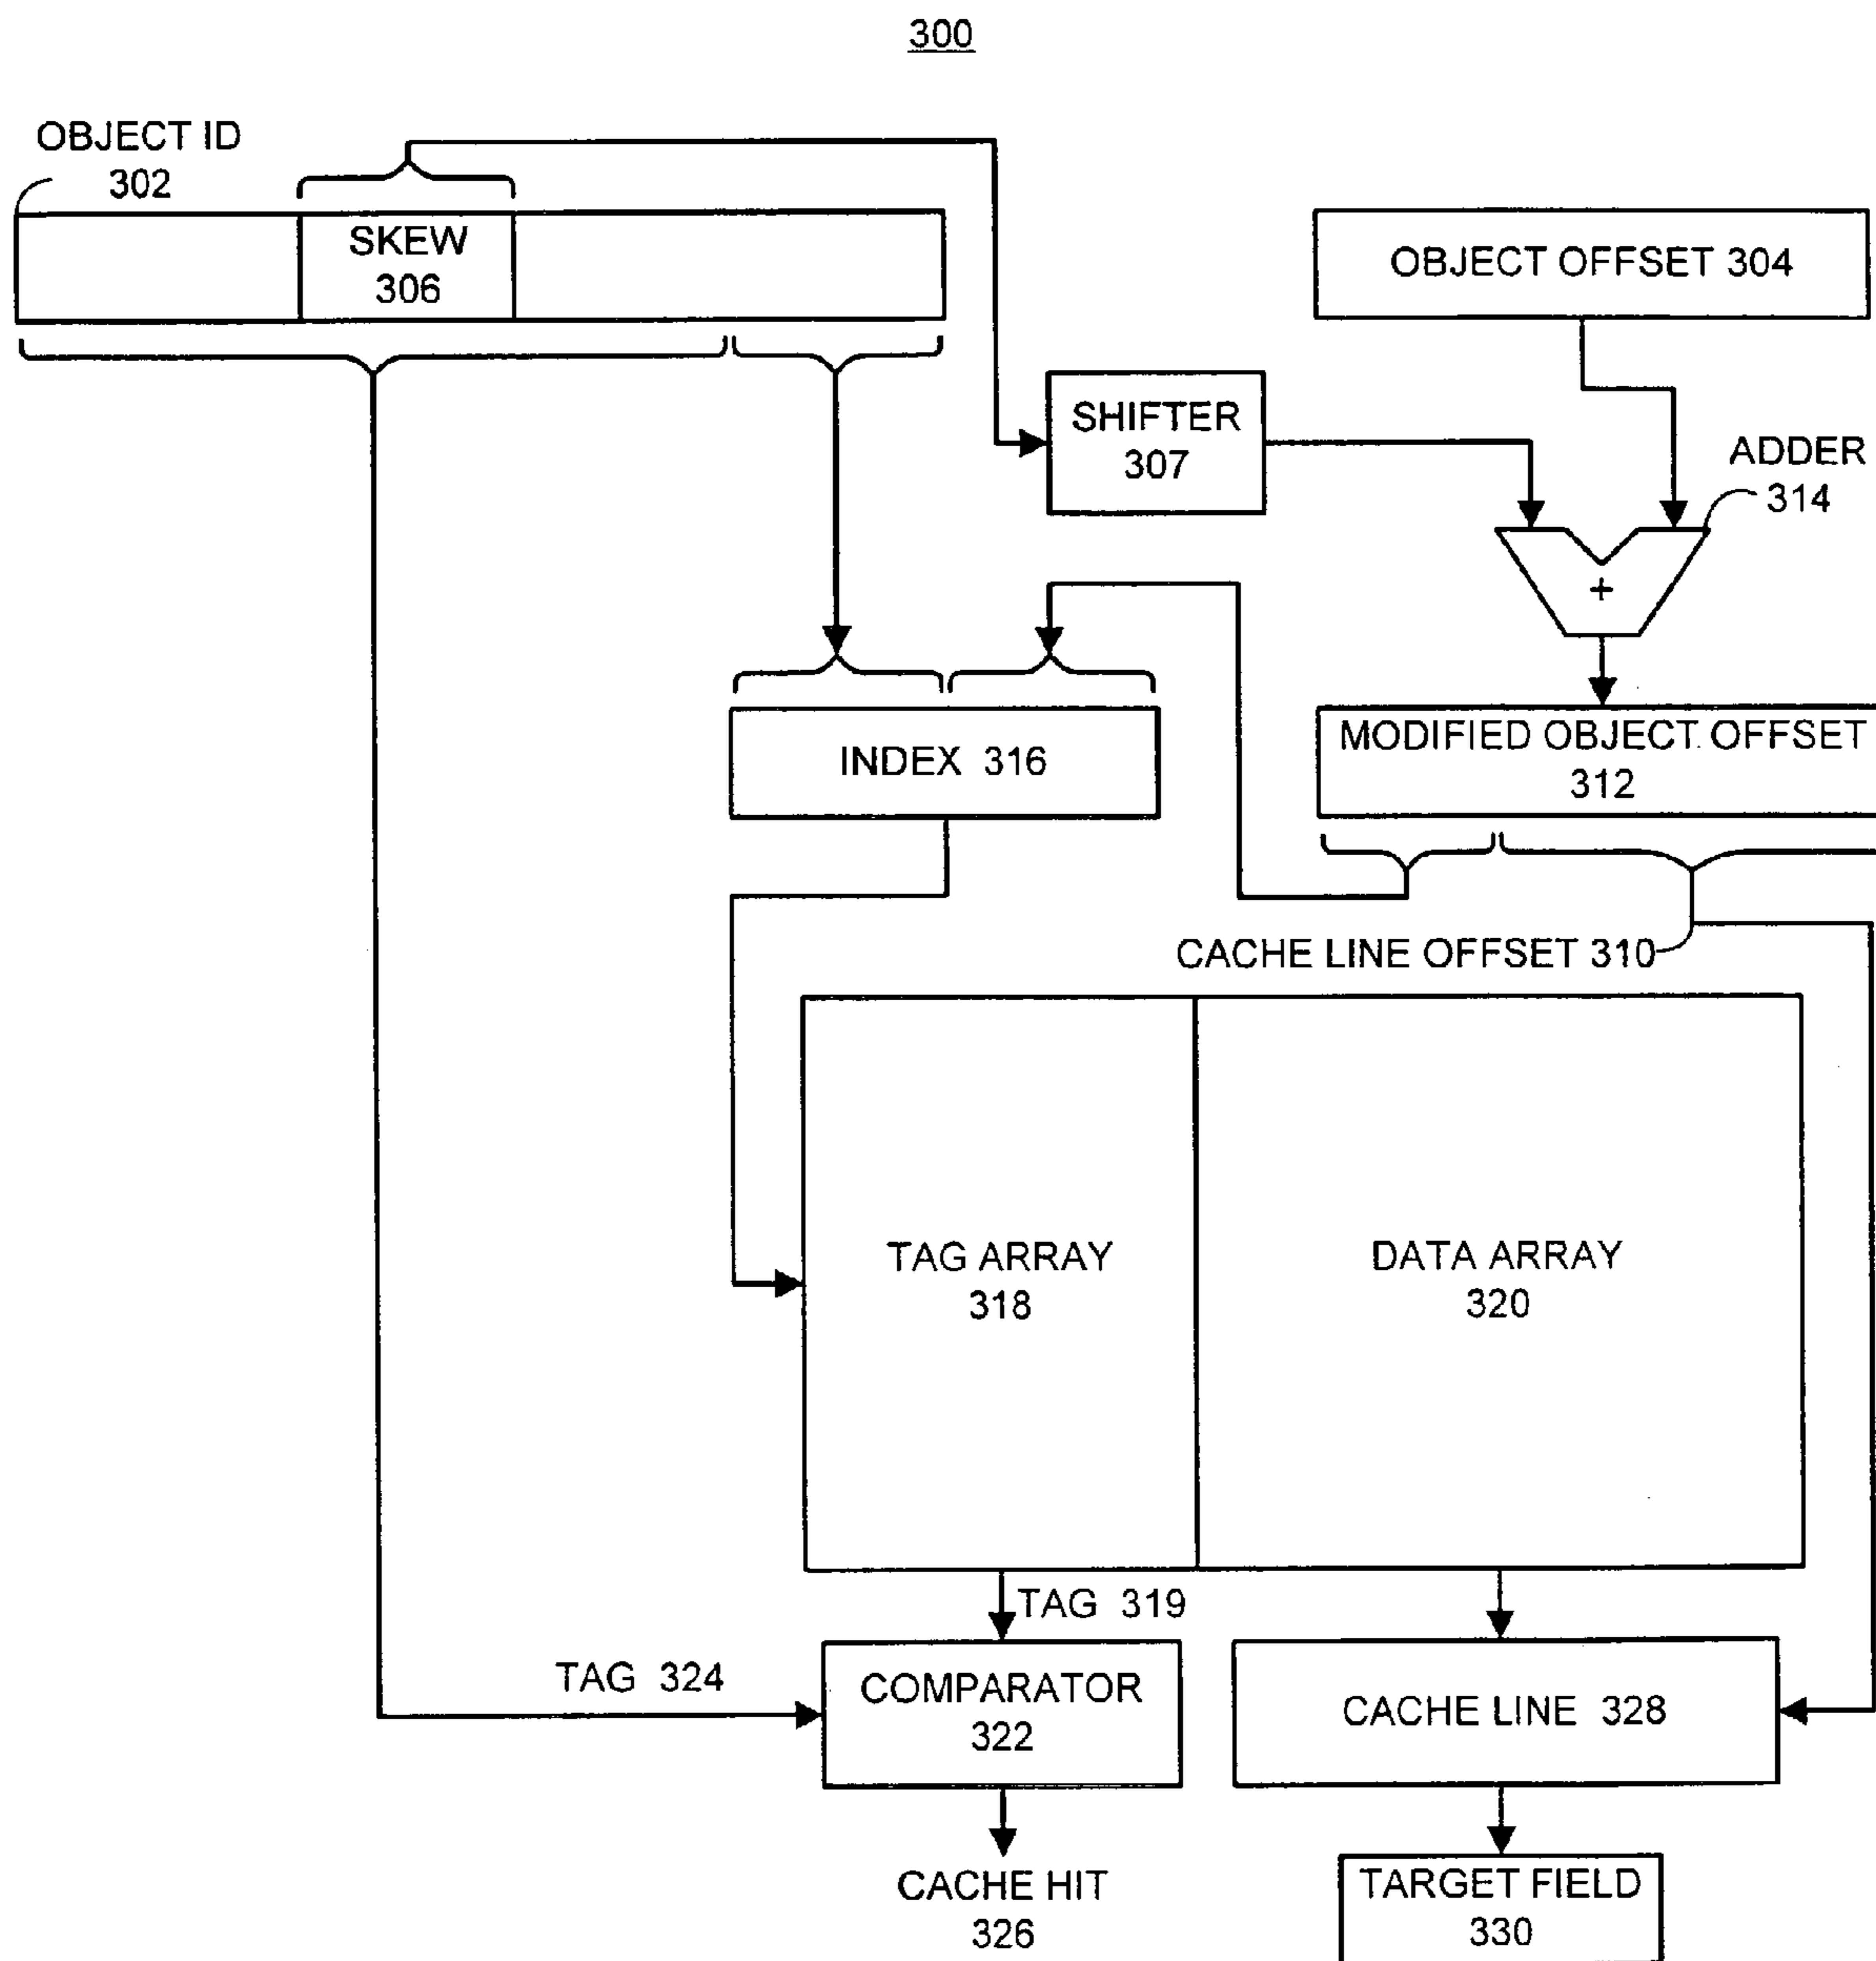 300
OBJECT ID
302
SKEW
306
OBJECT OFFSET 304
SHIFTER
307
ADDER
314
+
INDEX 316
MODIFIED OBJECT OFFSET
312
CACHE LINE OFFSET 310
TAG ARRAY
318
DATA ARRAY
320
TAG 319
TAG 324
COMPARATOR
322
CACHE LINE 328
CACHE HIT
326
TARGET FIELD
330